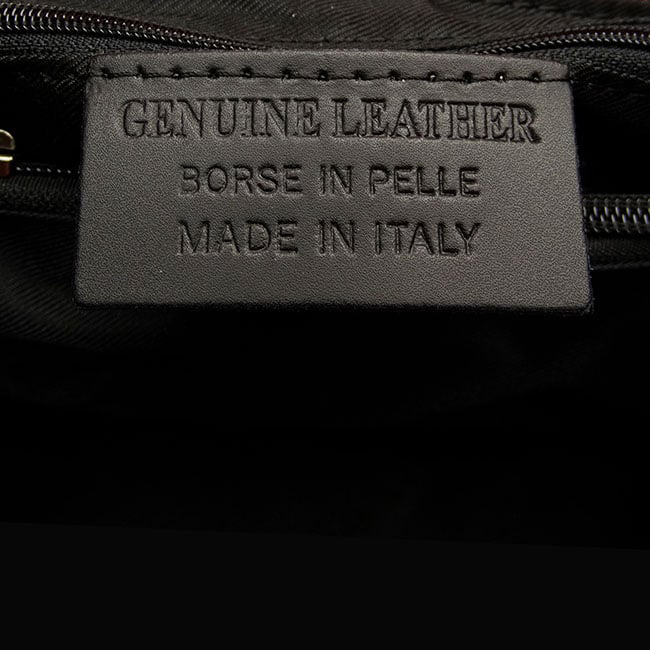 GENUINE LEATHER
BORSE IN PELLE
MADE IN ITALY